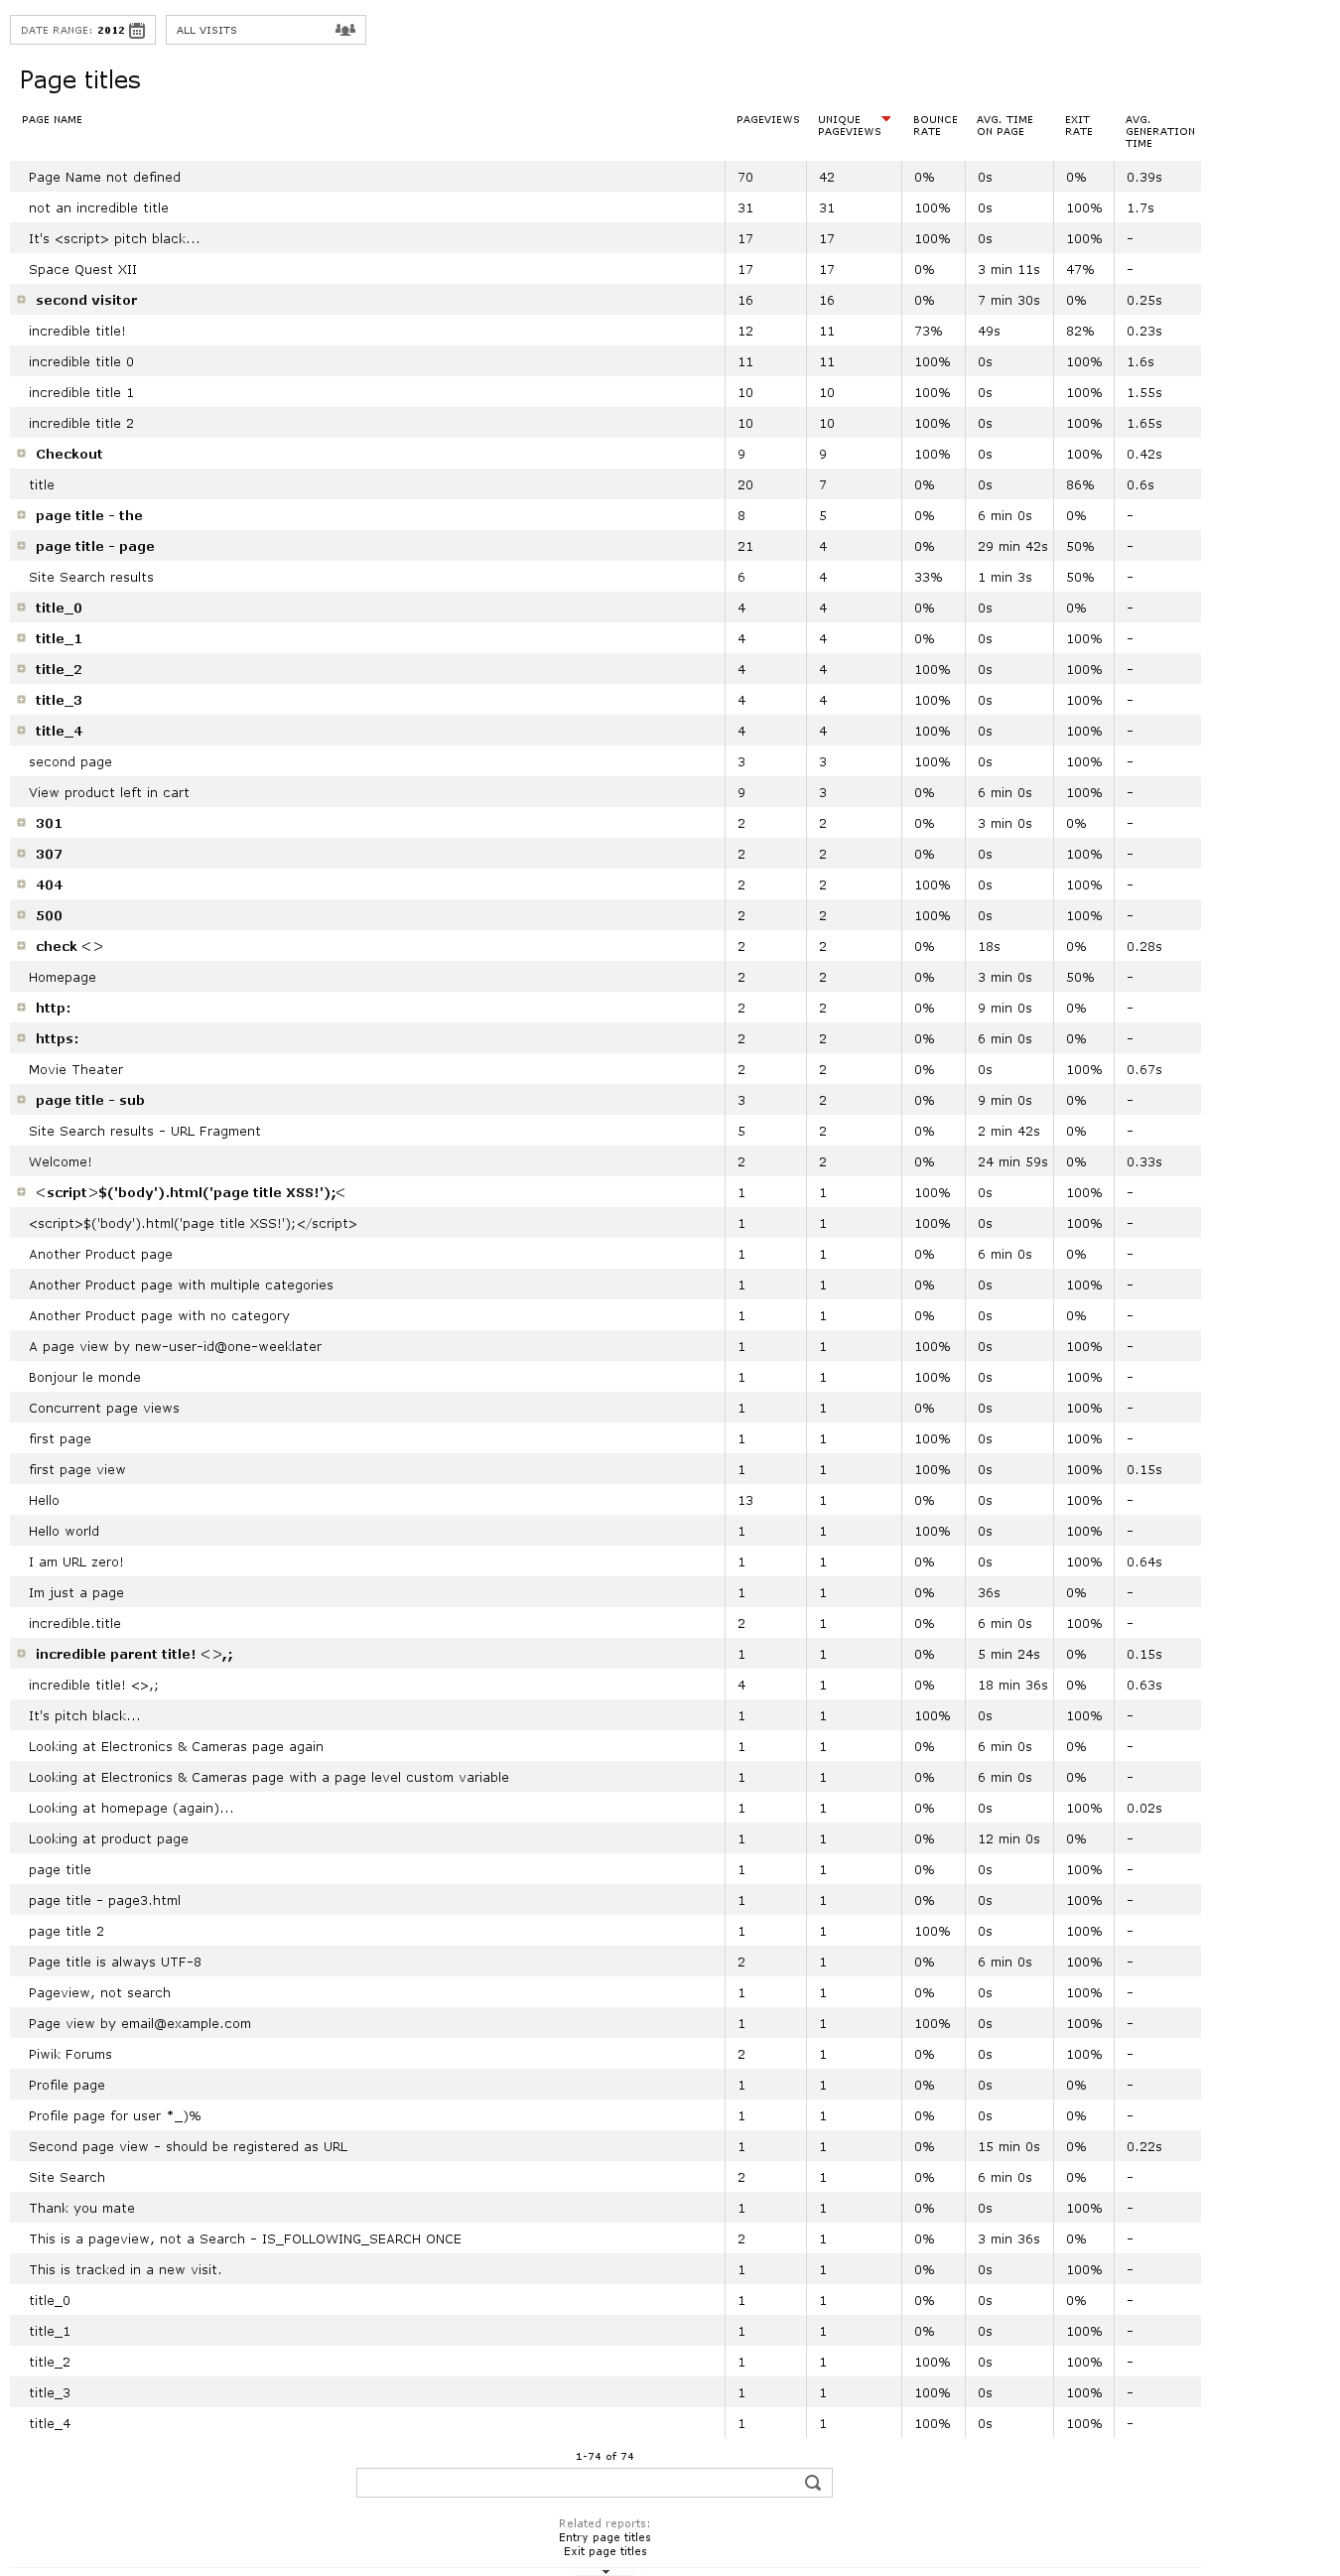 DATE RANGE: 2012 ALL VISITS
Page titles
PAGE NAME PAGEVIEWS UNIQUE PAGEVIEWS BOUNCE RATE AVG. TIME ON PAGE EXIT RATE AVG. GENERATION TIME
Page Name not defined 70 42 0% 0s 0% 0.39s
not an incredible title 31 31 100% 0s 100% 1.7s
It's <script> pitch black... 17 17 100% 0s 100% -
Space Quest XII 17 17 0% 3 min 11s 47% -
second visitor 16 16 0% 7 min 30s 0% 0.25s
incredible title! 12 11 73% 49s 82% 0.23s
incredible title 0 11 11 100% 0s 100% 1.6s
incredible title 1 10 10 100% 0s 100% 1.55s
incredible title 2 10 10 100% 0s 100% 1.65s
Checkout 9 9 100% 0s 100% 0.42s
title 20 7 0% 0s 86% 0.6s
page title - the 8 5 0% 6 min 0s 0% -
page title - page 21 4 0% 29 min 42s 50% -
Site Search results 6 4 33% 1 min 3s 50% -
title_0 4 4 0% 0s 0% -
title_1 4 4 0% 0s 100% -
title_2 4 4 100% 0s 100% -
title_3 4 4 100% 0s 100% -
title_4 4 4 100% 0s 100% -
second page 3 3 100% 0s 100% -
View product left in cart 9 3 0% 6 min 0s 100% -
301 2 2 0% 3 min 0s 0% -
307 2 2 0% 0s 100% -
404 2 2 100% 0s 100% -
500 2 2 100% 0s 100% -
check <> 2 2 0% 18s 0% 0.28s
Homepage 2 2 0% 3 min 0s 50% -
http: 2 2 0% 9 min 0s 0% -
https: 2 2 0% 6 min 0s 0% -
Movie Theater 2 2 0% 0s 100% 0.67s
page title - sub 3 2 0% 9 min 0s 0% -
Site Search results - URL Fragment 5 2 0% 2 min 42s 0% -
Welcome! 2 2 0% 24 min 59s 0% 0.33s
<script>$('body').html('page title XSS!');< 1 1 100% 0s 100% -
<script>$('body').html('page title XSS!');</script> 1 1 100% 0s 100% -
Another Product page 1 1 0% 6 min 0s 0% -
Another Product page with multiple categories 1 1 0% 0s 100% -
Another Product page with no category 1 1 0% 0s 0% -
A page view by new-user-id@one-weeklater 1 1 100% 0s 100% -
Bonjour le monde 1 1 100% 0s 100% -
Concurrent page views 1 1 0% 0s 100% -
first page 1 1 100% 0s 100% -
first page view 1 1 100% 0s 100% 0.15s
Hello 13 1 0% 0s 100% -
Hello world 1 1 100% 0s 100% -
I am URL zero! 1 1 0% 0s 100% 0.64s
Im just a page 1 1 0% 36s 0% -
incredible.title 2 1 0% 6 min 0s 100% -
incredible parent title! <>,; 1 1 0% 5 min 24s 0% 0.15s
incredible title! <>,; 4 1 0% 18 min 36s 0% 0.63s
It's pitch black... 1 1 100% 0s 100% -
Looking at Electronics & Cameras page again 1 1 0% 6 min 0s 0% -
Looking at Electronics & Cameras page with a page level custom variable 1 1 0% 6 min 0s 0% -
Looking at homepage (again)... 1 1 0% 0s 100% 0.02s
Looking at product page 1 1 0% 12 min 0s 0% -
page title 1 1 0% 0s 100% -
page title - page3.html 1 1 0% 0s 100% -
page title 2 1 1 100% 0s 100% -
Page title is always UTF-8 2 1 0% 6 min 0s 100% -
Pageview, not search 1 1 0% 0s 100% -
Page view by email@example.com 1 1 100% 0s 100% -
Piwik Forums 2 1 0% 0s 100% -
Profile page 1 1 0% 0s 0% -
Profile page for user *_)% 1 1 0% 0s 0% -
Second page view - should be registered as URL 1 1 0% 15 min 0s 0% 0.22s
Site Search 2 1 0% 6 min 0s 0% -
Thank you mate 1 1 0% 0s 100% -
This is a pageview, not a Search - IS_FOLLOWING_SEARCH ONCE 2 1 0% 3 min 36s 0% -
This is tracked in a new visit. 1 1 0% 0s 100% -
title_0 1 1 0% 0s 0% -
title_1 1 1 0% 0s 100% -
title_2 1 1 100% 0s 100% -
title_3 1 1 100% 0s 100% -
title_4 1 1 100% 0s 100% -
1-74 of 74
Related reports:
Entry page titles
Exit page titles